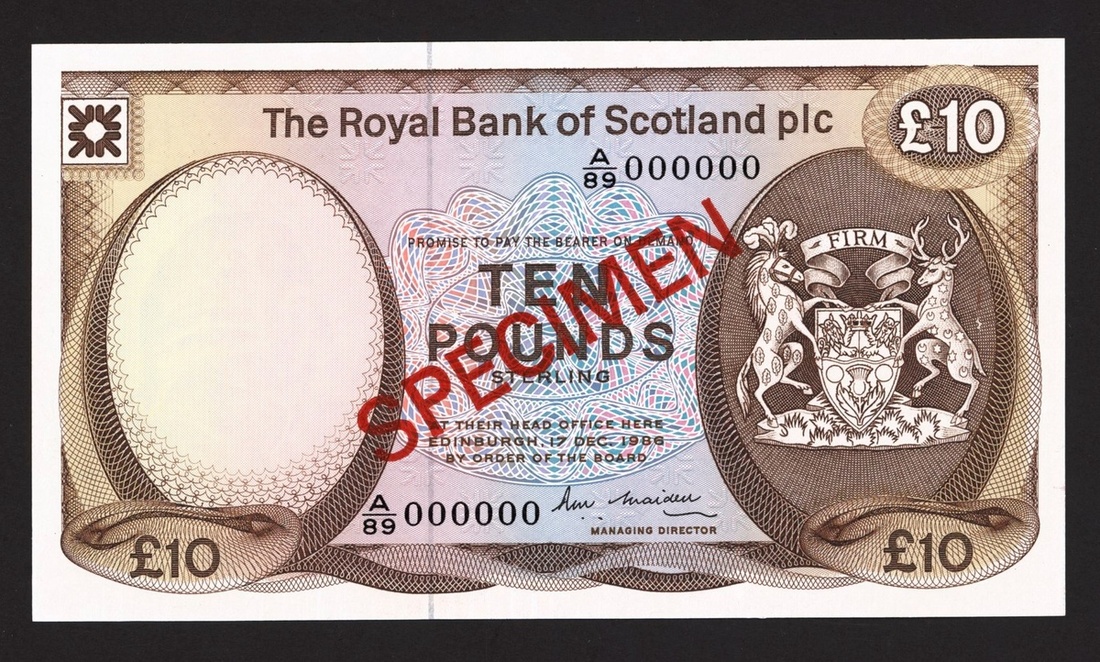 The Royal Bank of Scotland plc
£10
A/89 000000
PROMISE TO PAY THE BEARER ON DEMAND
FIRM
TEN
POUNDS
STERLING
SPECIMEN
AT THEIR HEAD OFFICE HERE
EDINBURGH, 17 DEC. 1986
BY ORDER OF THE BOARD
A/89 000000
MANAGING DIRECTOR
£10
£10